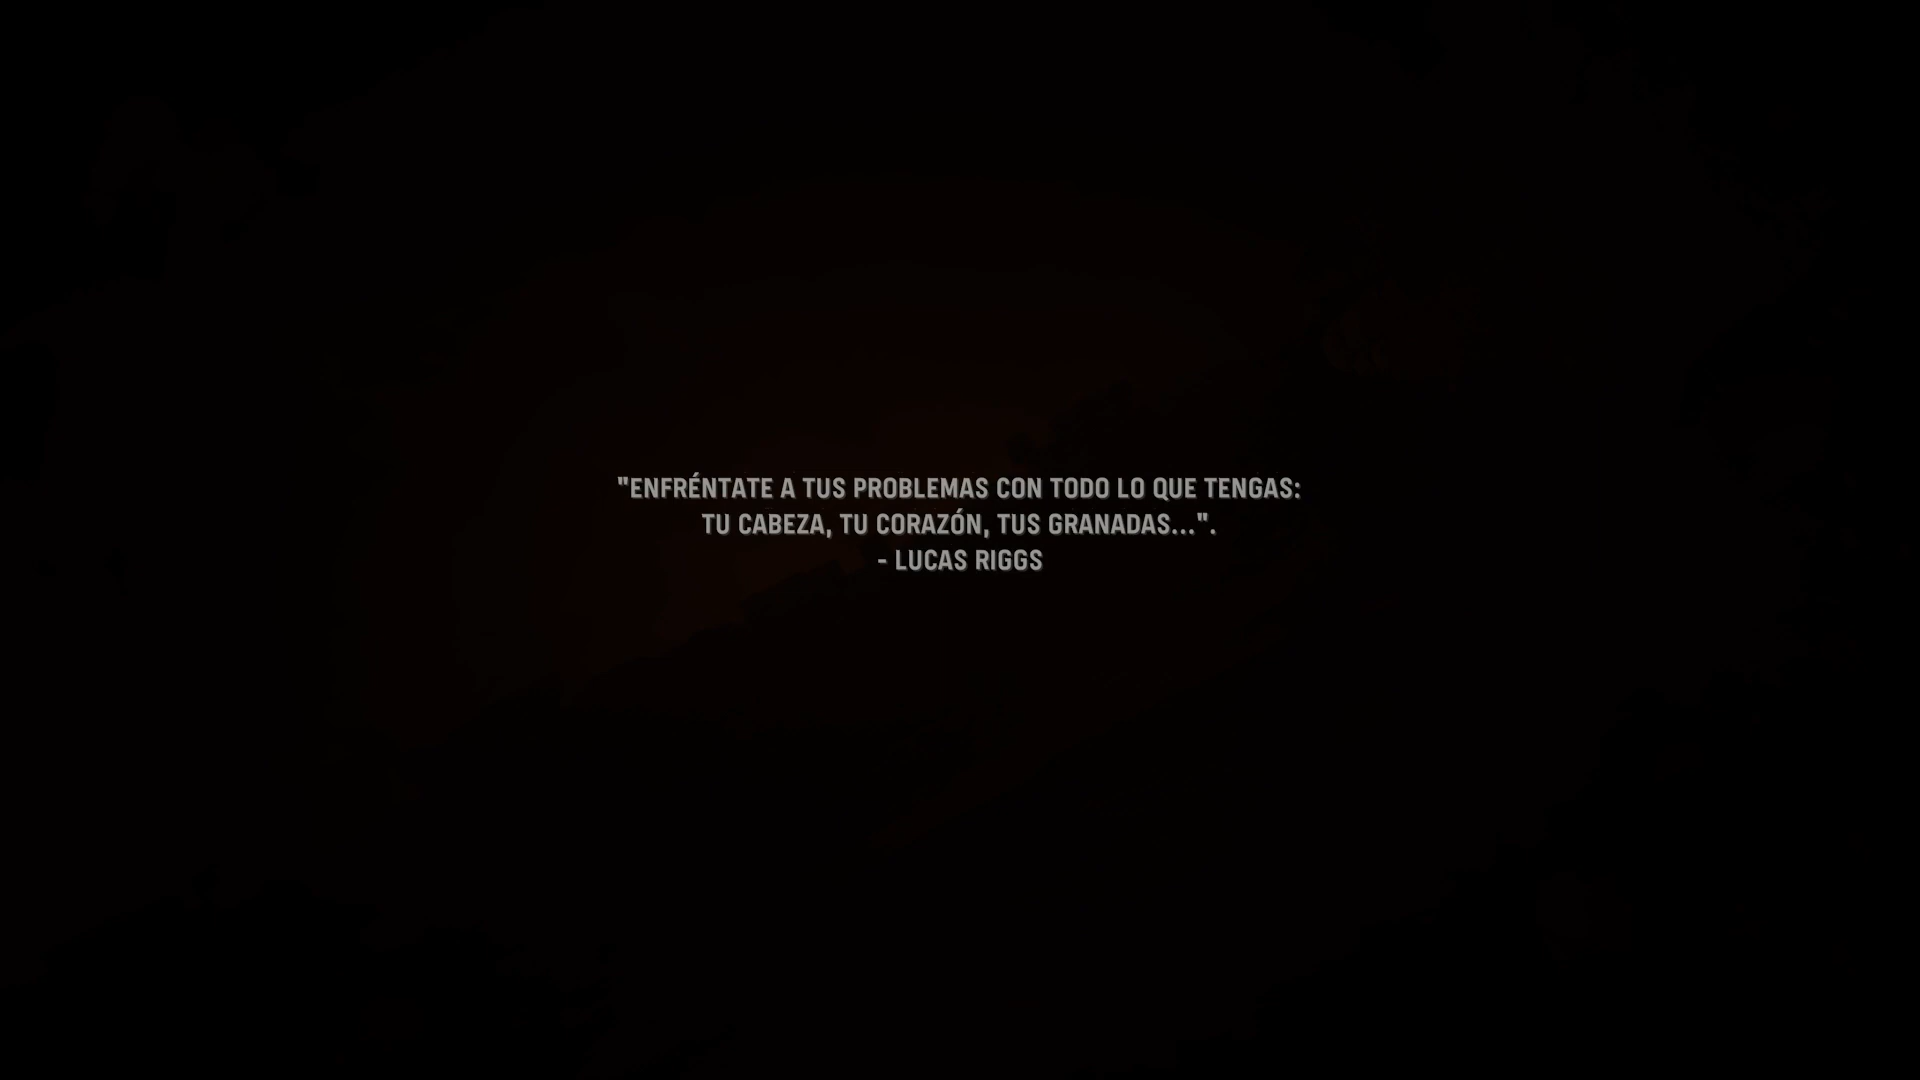 "ENFRÉNTATE A TUS PROBLEMAS CON TODO LO QUE TENGAS:
TU CABEZA, TU CORAZÓN, TUS GRANADAS...".
- LUCAS RIGGS